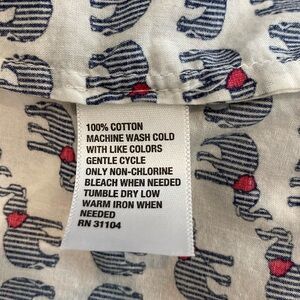 100% COTTON
MACHINE WASH COLD
WITH LIKE COLORS
GENTLE CYCLE
ONLY NON-CHLORINE
BLEACH WHEN NEEDED
TUMBLE DRY LOW
WARM IRON WHEN
NEEDED
RN 31104